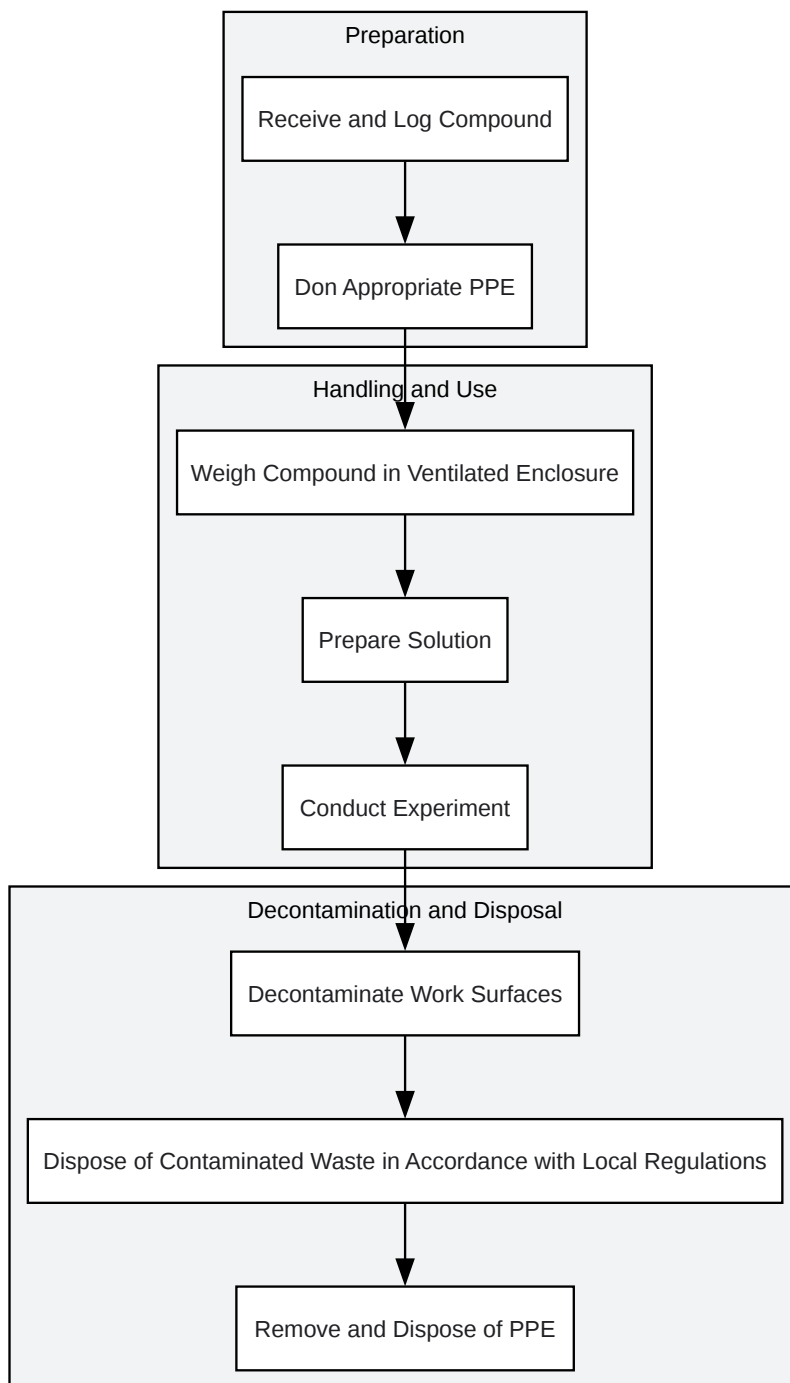 Preparation
Receive and Log Compound
Don Appropriate PPE
Handling and Use
Weigh Compound in Ventilated Enclosure
Prepare Solution
Conduct Experiment
Decontamination and Disposal
Decontaminate Work Surfaces
Dispose of Contaminated Waste in Accordance with Local Regulations
Remove and Dispose of PPE